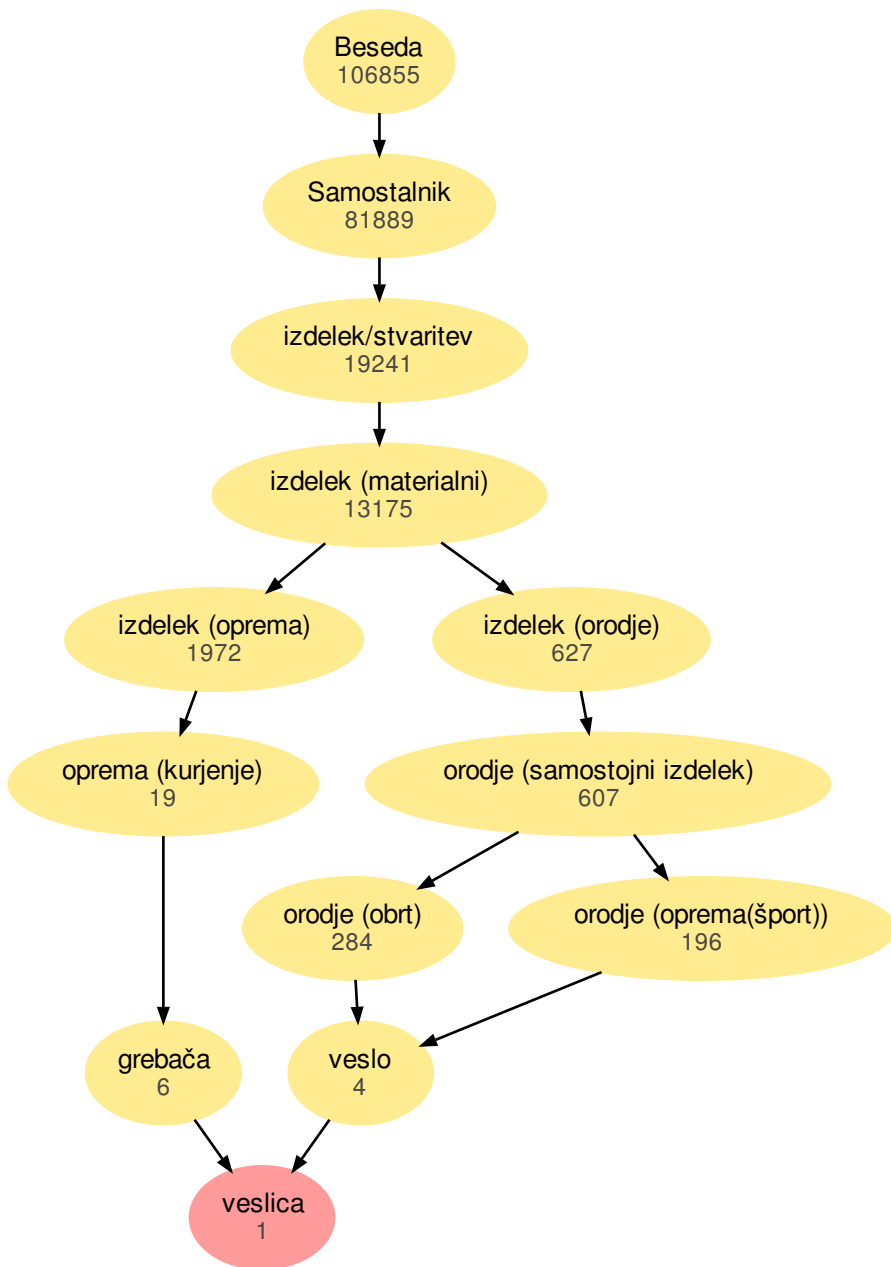 Beseda
106855
Samostalnik
81889
izdelek/stvaritev
19241
izdelek (materialni)
13175
izdelek (oprema)
1972
izdelek (orodje)
627
oprema (kurjenje)
19
orodje (samostojni izdelek)
607
orodje (obrt)
284
orodje (oprema(šport))
196
grebača
6
veslo
4
veslica
1